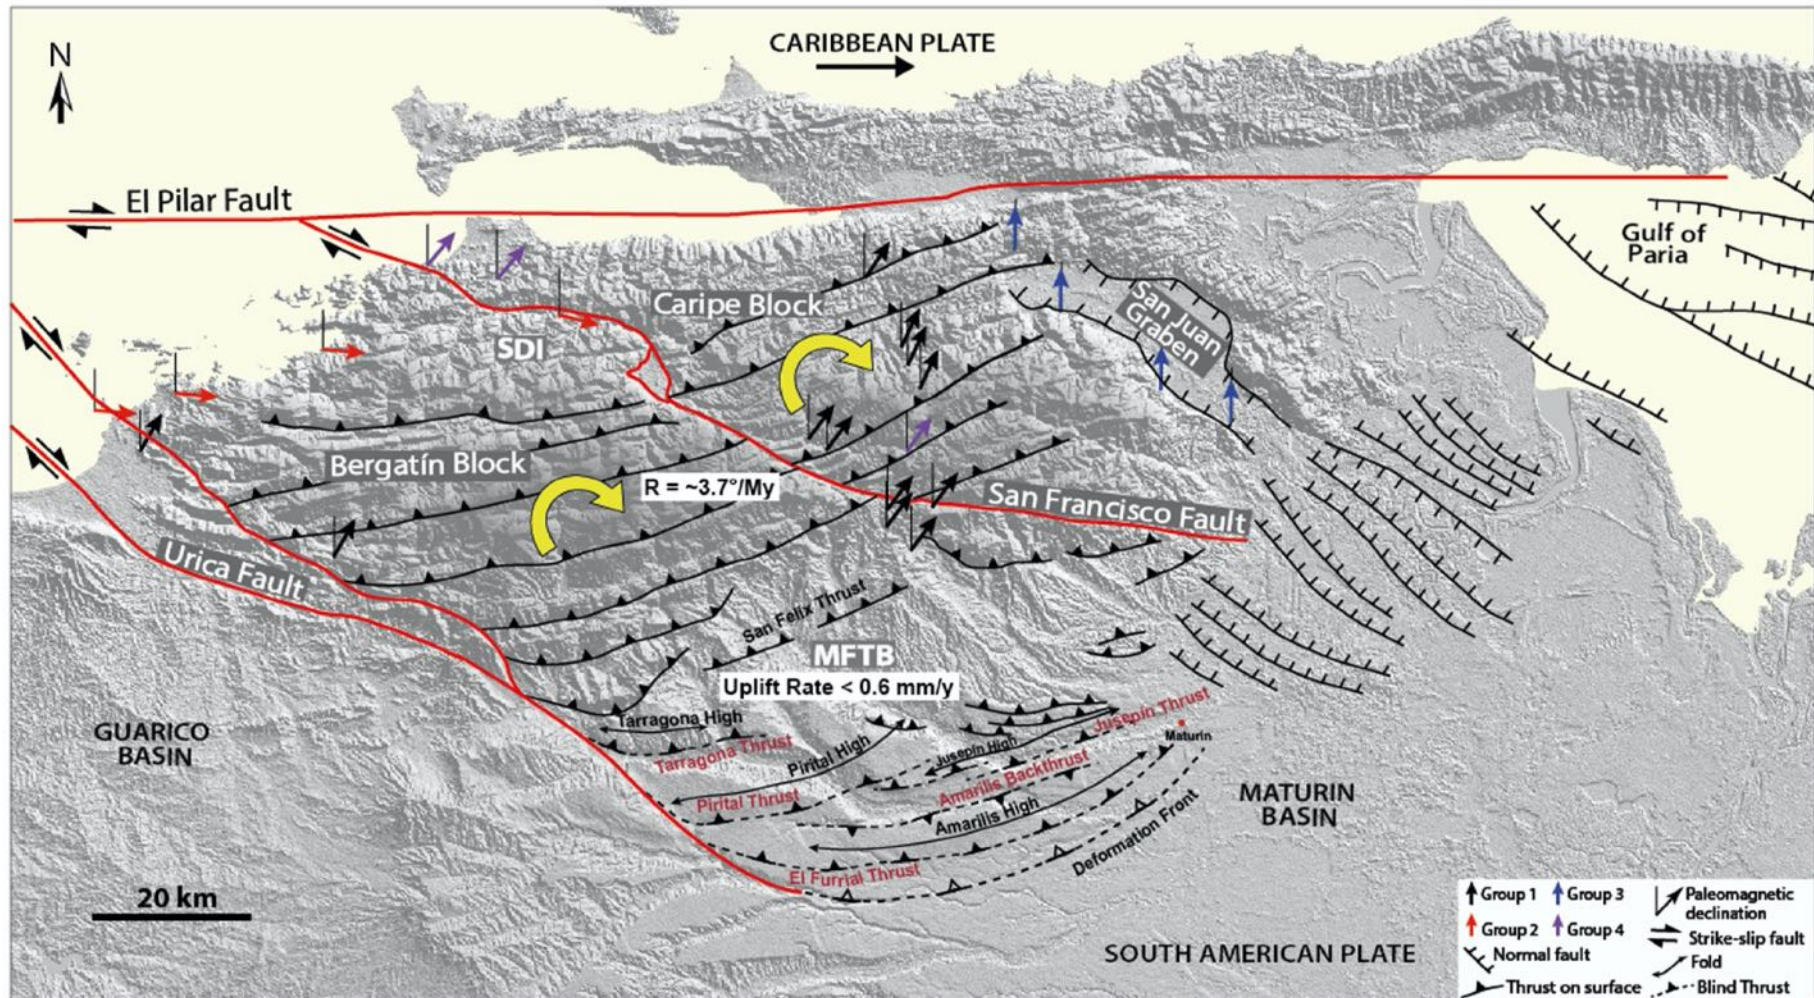 N
CARIBBEAN PLATE
El Pilar Fault
Gulf of
Paria
Caripe Block
San Juan
Graben
SDI
Bergatín Block
R = ~3.7°/My
San Francisco Fault
Urica Fault
San Felix Thrust
MFTB
Uplift Rate < 0.6 mm/y
GUARICO
BASIN
Tarragona High
Tarragona Thrust
Pirital High
Jusepín High
Jusepín Thrust
Maturin
Pirital Thrust
Amarilis Backthrust
Amarilis High
MATURIN
BASIN
Deformation Front
El Furrial Thrust
20 km
SOUTH AMERICAN PLATE
Group 1
Group 3
Paleomagnetic
declination
Group 2
Group 4
Strike-slip fault
Normal fault
Fold
Thrust on surface
Blind Thrust